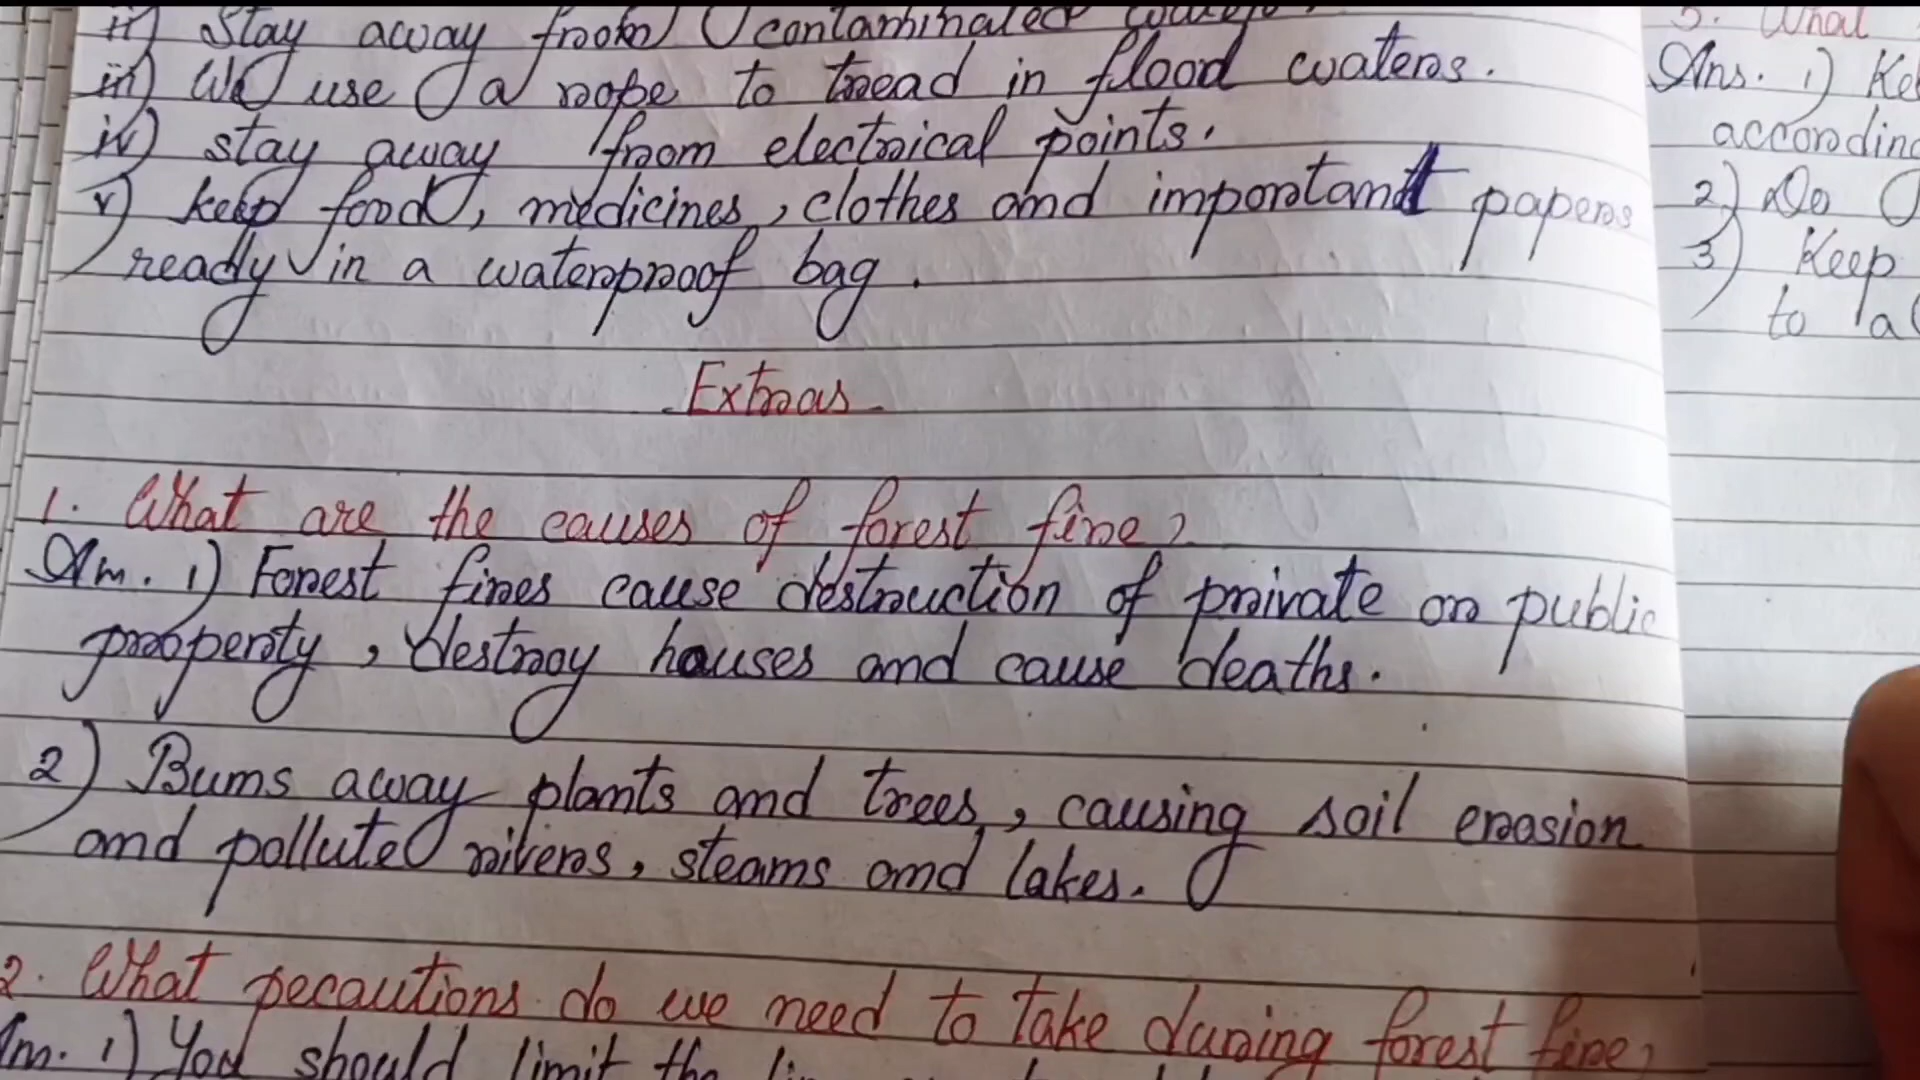 ii) Stay away from contaminated waters.
iii) We use a rope to tread in flood waters.
iv) stay away from electrical points.
v) keep food, medicines, clothes and important papers
ready in a waterproof bag.
Extras
1. What are the causes of forest fire?
Ans. 1) Forest fires cause destruction of private or public
property, destroy houses and cause deaths.
2) Burns away plants and trees, causing soil erosion
and pollute rivers, steams and lakes.
2. What pecautions do we need to take during forest fire?
Ans. 1) You should limit the
3. What
Ans. 1) Ke
according
2) Do
3) Keep
to a